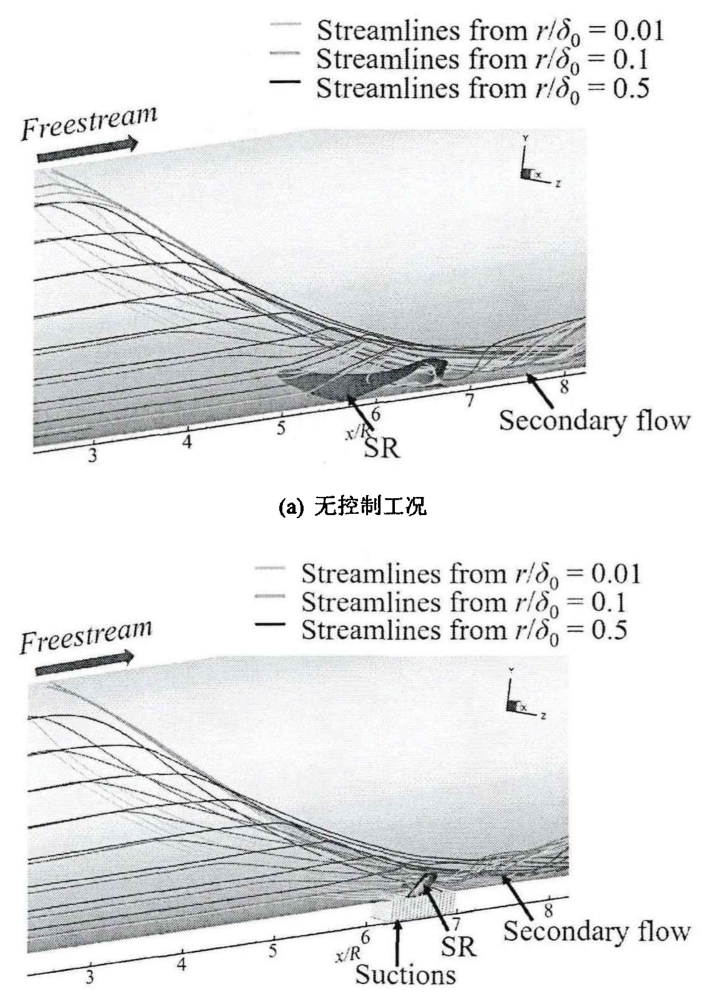 Streamlines from r/δ₀ = 0.01
Streamlines from r/δ₀ = 0.1
Streamlines from r/δ₀ = 0.5
Freestream
Y
X
Z
3
4
5
6
7
8
x/R
SR
Secondary flow
(a) 无控制工况
Streamlines from r/δ₀ = 0.01
Streamlines from r/δ₀ = 0.1
Streamlines from r/δ₀ = 0.5
Freestream
Y
X
Z
3
4
5
6
7
8
x/R
Suctions
SR
Secondary flow